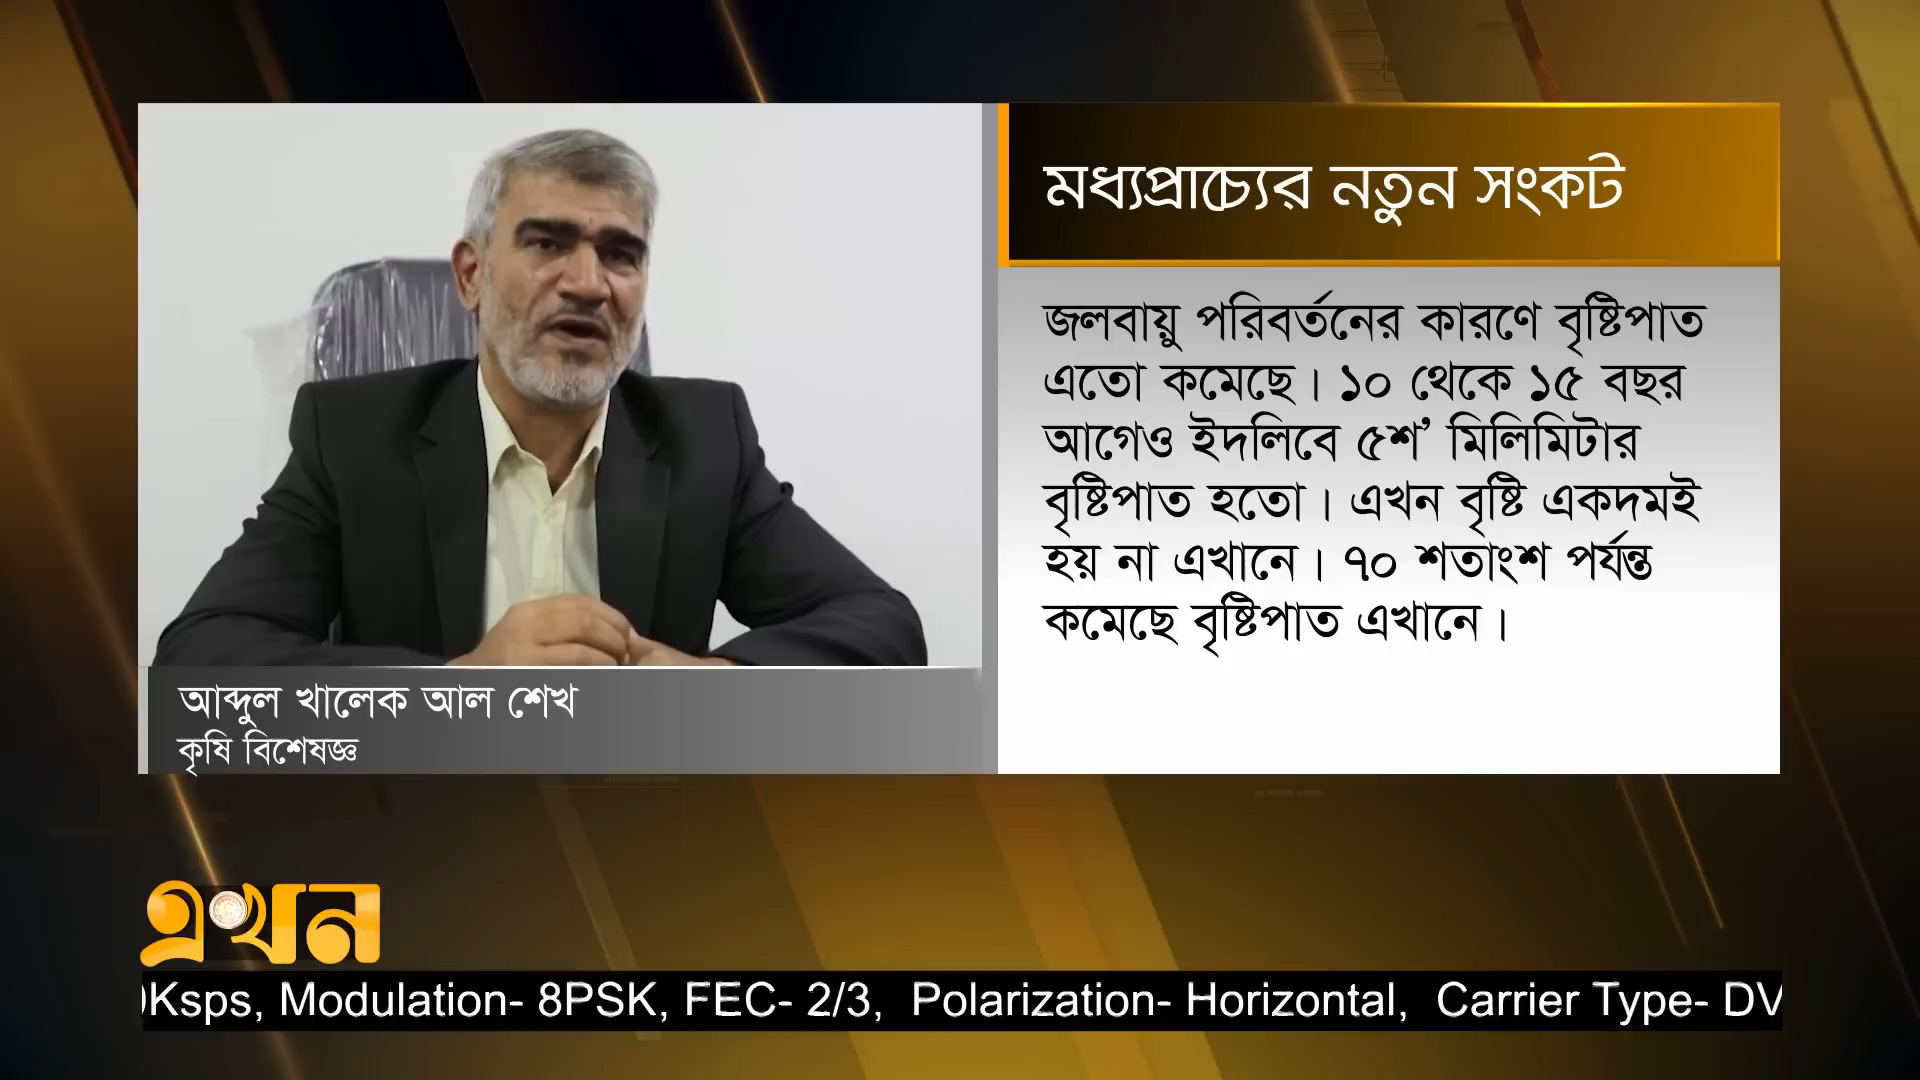 মধ্যপ্রাচ্যের নতুন সংকট
জলবায়ু পরিবর্তনের কারণে বৃষ্টিপাত
এতো কমেছে। ১০ থেকে ১৫ বছর
আগেও ইদলিবে ৫শ’ মিলিমিটার
বৃষ্টিপাত হতো। এখন বৃষ্টি একদমই
হয় না এখানে। ৭০ শতাংশ পর্যন্ত
কমেছে বৃষ্টিপাত এখানে।
আব্দুল খালেক আল শেখ
কৃষি বিশেষজ্ঞ
এখন
Ksps, Modulation- 8PSK, FEC- 2/3, Polarization- Horizontal, Carrier Type- DV